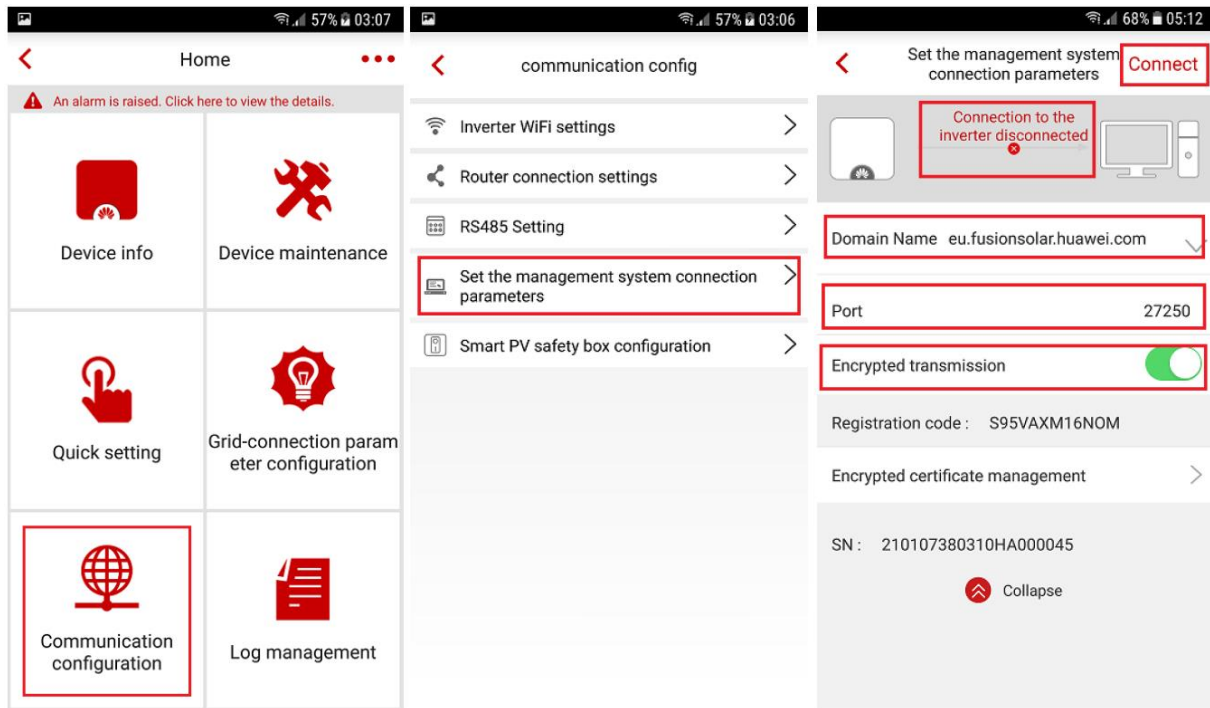 57% 03:07
Home
An alarm is raised. Click here to view the details.
Device info
Device maintenance
Quick setting
Grid-connection param
eter configuration
Communication
configuration
Log management
57% 03:06
communication config
Inverter WiFi settings
Router connection settings
RS485 Setting
Set the management system connection
parameters
Smart PV safety box configuration
68% 05:12
Set the management system
connection parameters
Connect
Connection to the
inverter disconnected
Domain Name eu.fusionsolar.huawei.com
Port 27250
Encrypted transmission
Registration code : S95VAXM16NOM
Encrypted certificate management
SN : 210107380310HA000045
Collapse